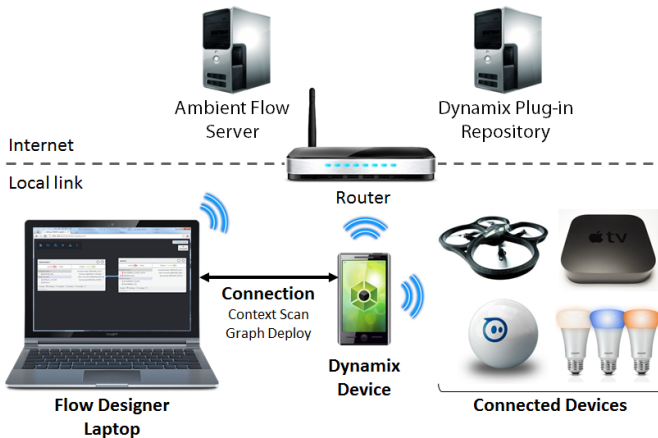 Ambient Flow
Server
Dynamix Plug-in
Repository
Internet
Local link
Router
tv
Connection
Context Scan
Graph Deploy
Dynamix
Device
Flow Designer
Laptop
Connected Devices